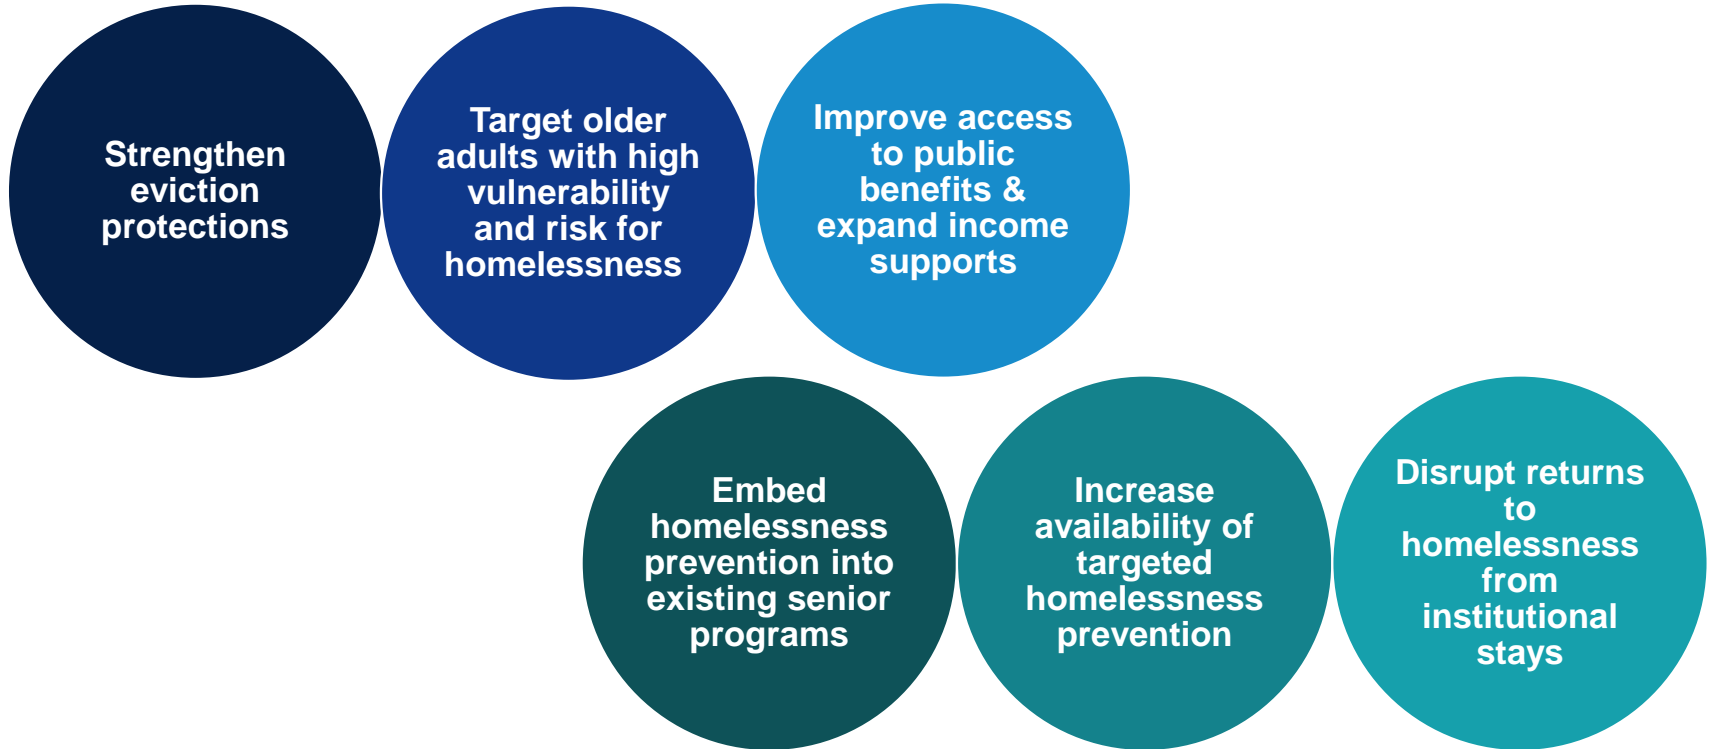 Strengthen
eviction
protections
Target older
adults with high
vulnerability
and risk for
homelessness
Improve access
to public
benefits &
expand income
supports
Embed
homelessness
prevention into
existing senior
programs
Increase
availability of
targeted
homelessness
prevention
Disrupt returns
to
homelessness
from
institutional
stays